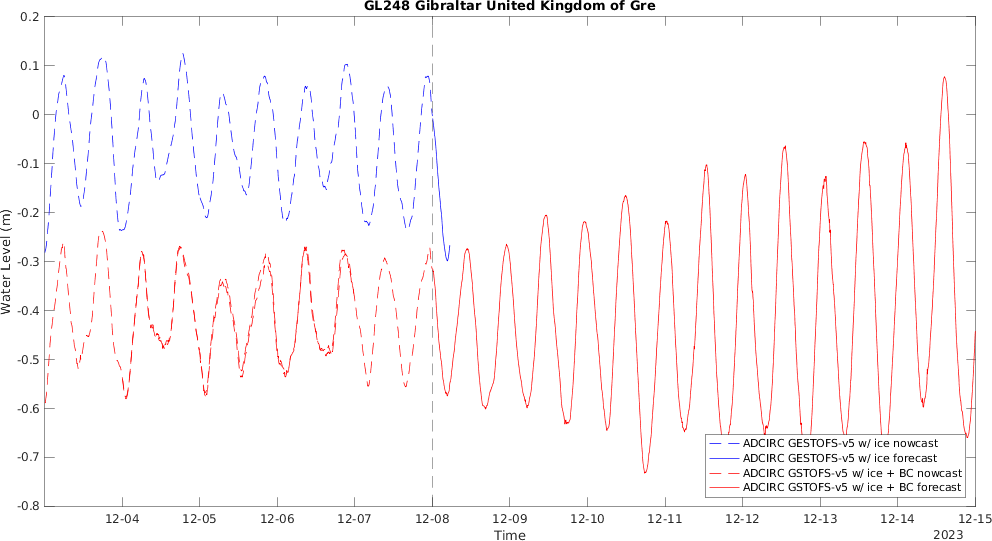 GL248 Gibraltar United Kingdom of Gre
0.2
0.1
0
-0.1
-0.2
-0.3
-0.4
-0.5
-0.6
-0.7
-0.8
Water Level (m)
ADCIRC GESTOFS-v5 w/ ice nowcast
ADCIRC GESTOFS-v5 w/ ice forecast
ADCIRC GSTOFS-v5 w/ ice + BC nowcast
ADCIRC GSTOFS-v5 w/ ice + BC forecast
12-04 12-05 12-06 12-07 12-08 12-09 12-10 12-11 12-12 12-13 12-14 12-15
Time
2023